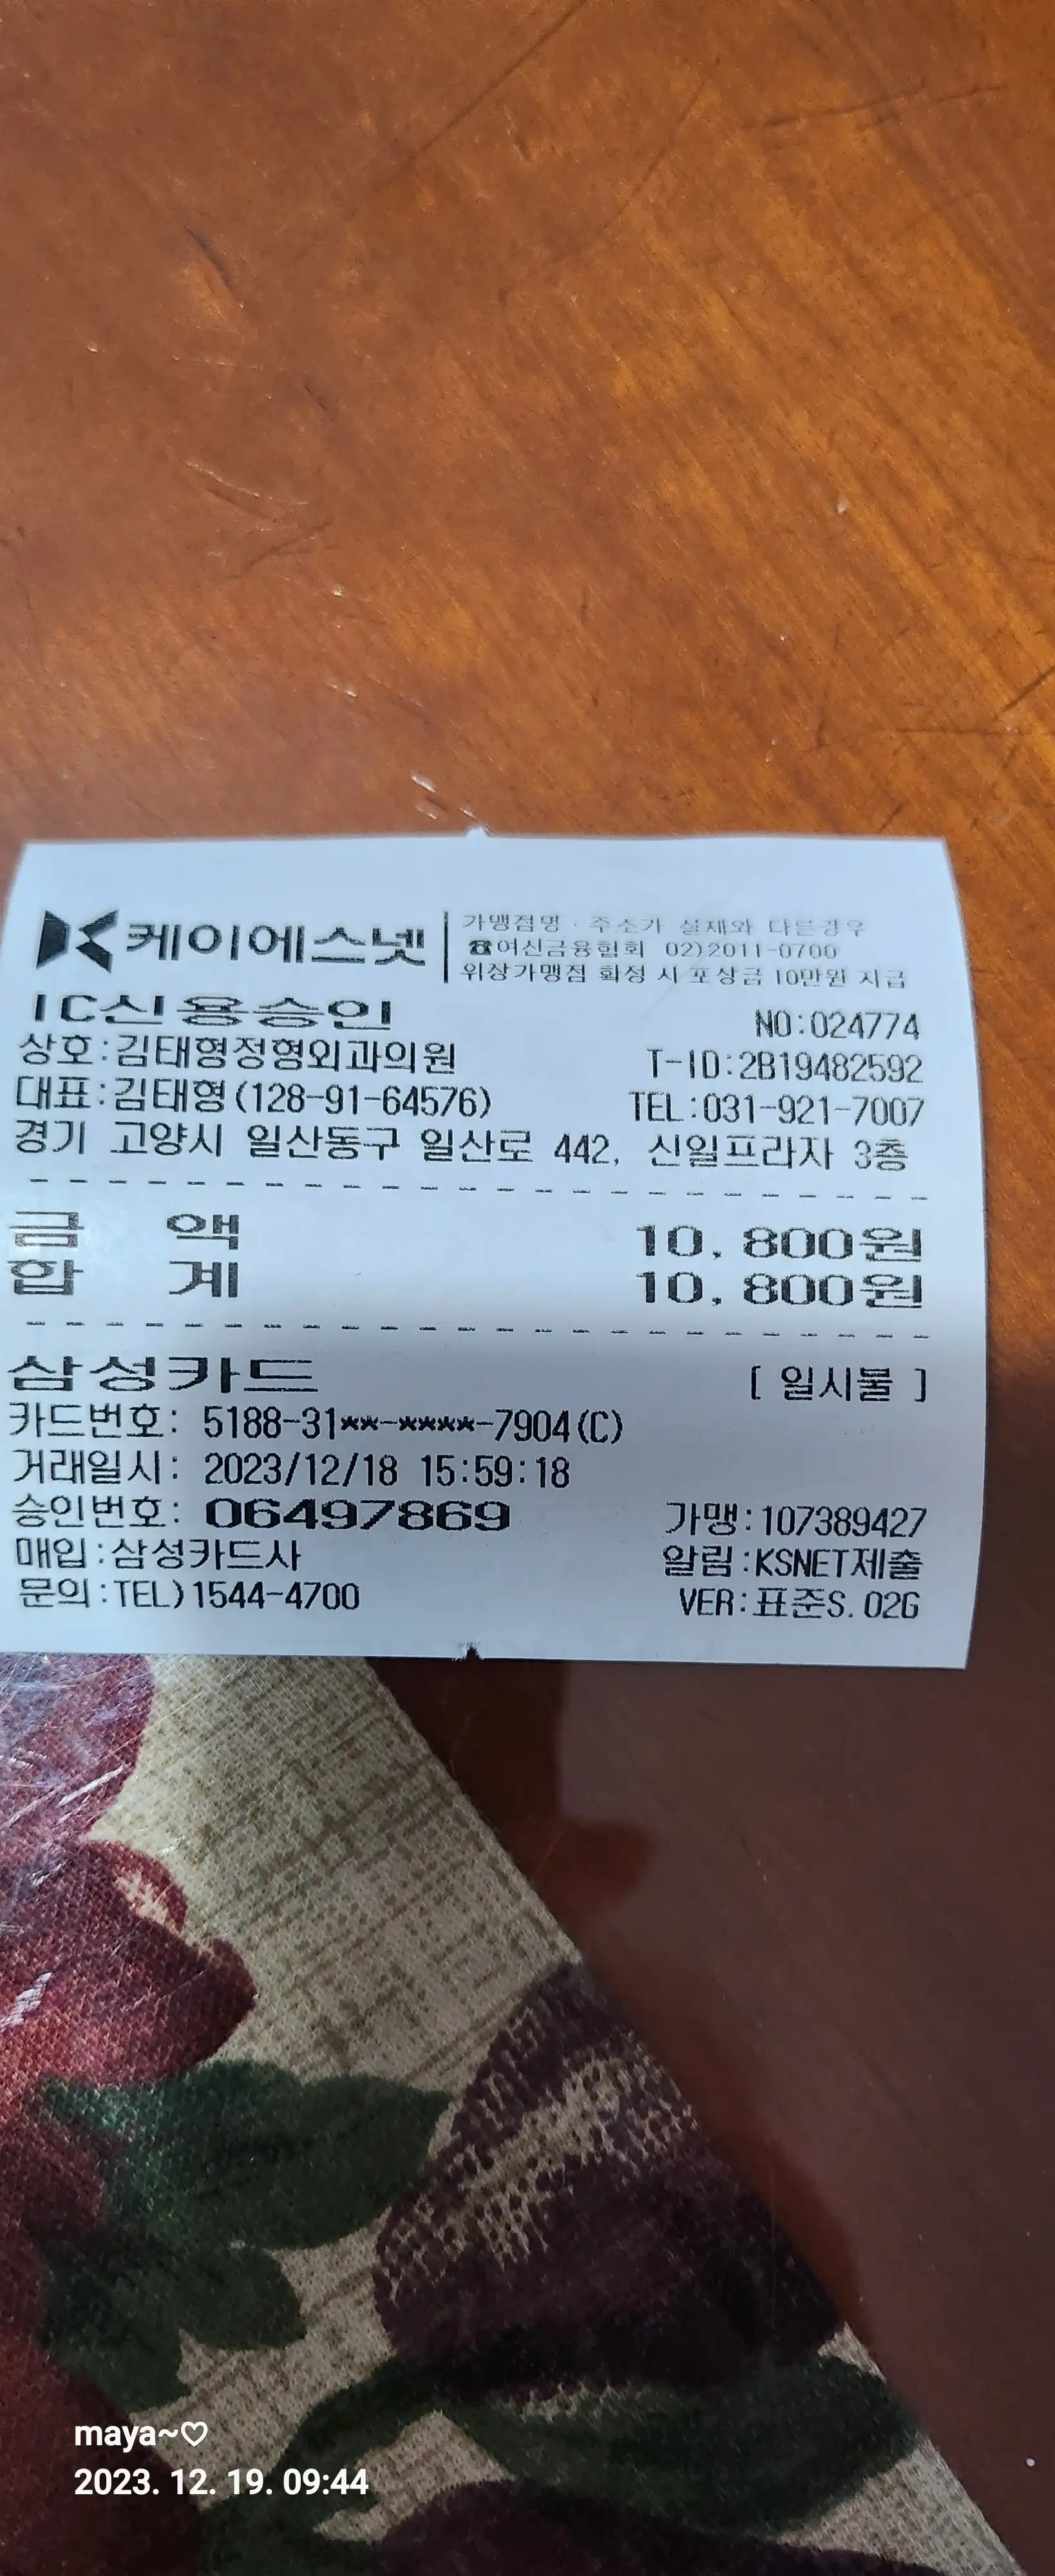 케이에스넷
가맹점명 · 주소가 실제와 다른경우
☎여신금융협회 02)2011-0700
위장가맹점 확정 시 포상금 10만원 지급
IC신용승인 NO:024774
상호:김태형정형외과의원 T-ID:2B19482592
대표:김태형(128-91-64576) TEL:031-921-7007
경기 고양시 일산동구 일산로 442, 신일프라자 3층
금 액 10,800원
합 계 10,800원
삼성카드 [ 일시불 ]
카드번호: 5188-31**-****-7904(C)
거래일시: 2023/12/18 15:59:18
승인번호: 06497869 가맹:107389427
매입:삼성카드사 알림:KSNET제출
문의:TEL)1544-4700 VER:표준S.02G
maya~♡
2023. 12. 19. 09:44